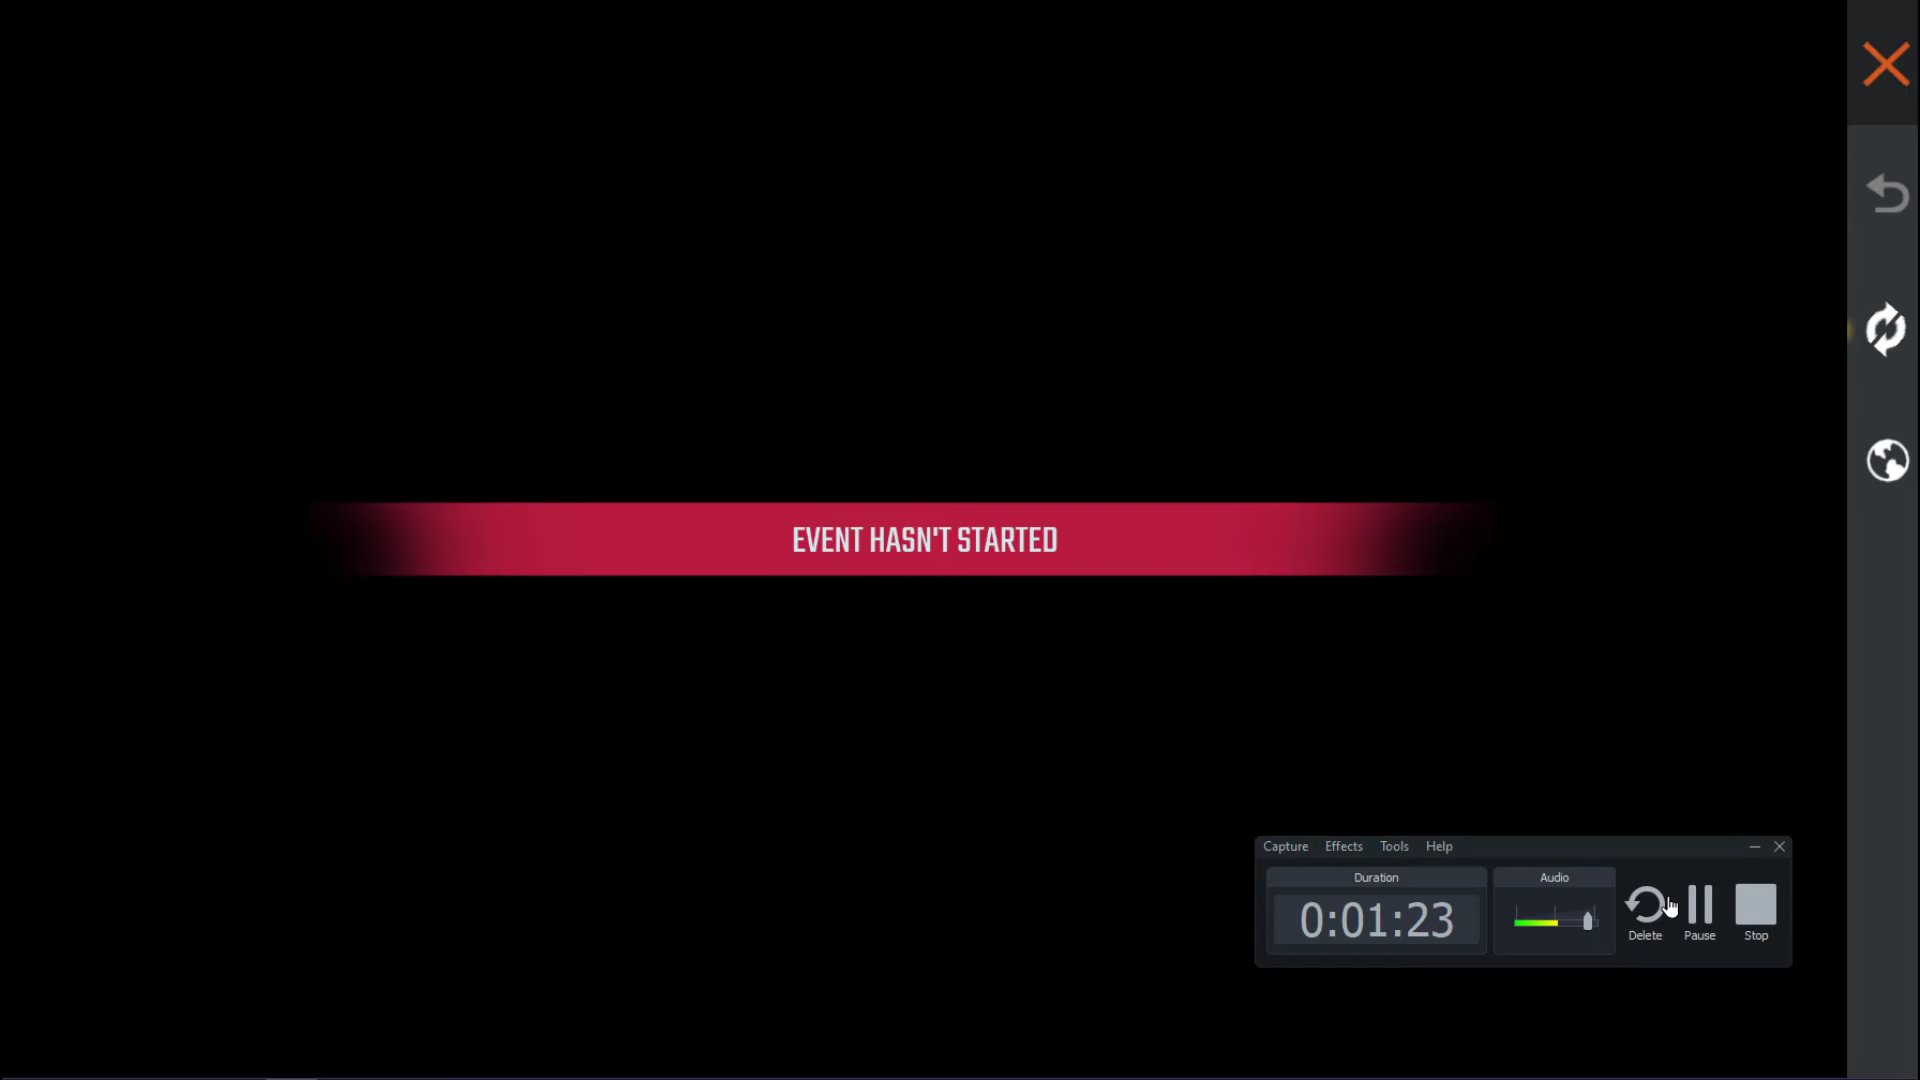 EVENT HASN'T STARTED
Capture Effects Tools Help
Duration Audio
0:01:23
Delete Pause Stop